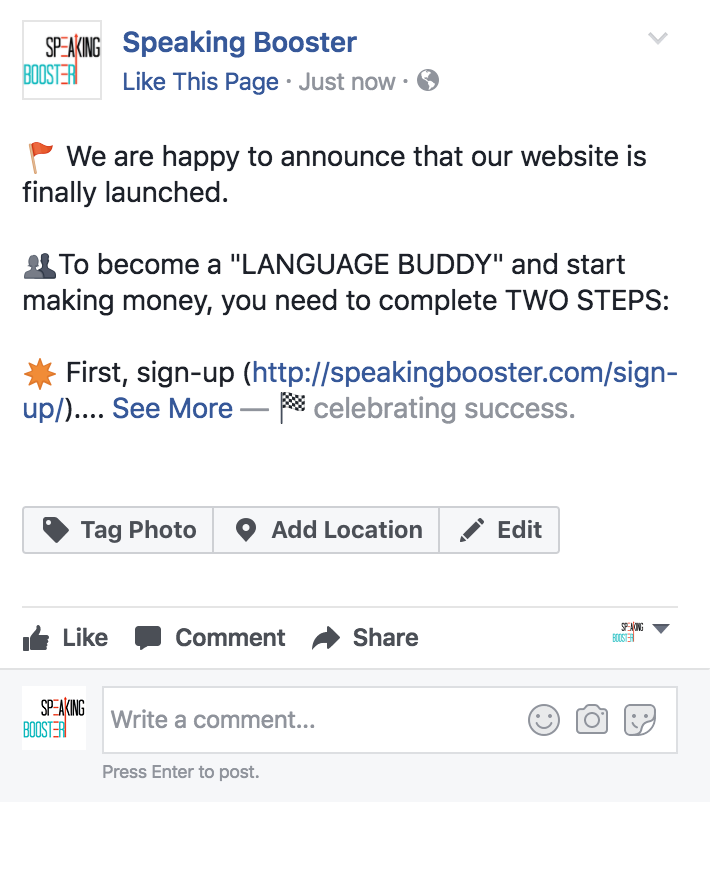 SPEAKING
BOOSTER
Speaking Booster
Like This Page · Just now ·
We are happy to announce that our website is
finally launched.
To become a "LANGUAGE BUDDY" and start
making money, you need to complete TWO STEPS:
First, sign-up (http://speakingbooster.com/sign-
up/).... See More — celebrating success.
Tag Photo Add Location Edit
Like Comment Share
SPEAKING
BOOSTER
SPEAKING
BOOSTER
Write a comment...
Press Enter to post.